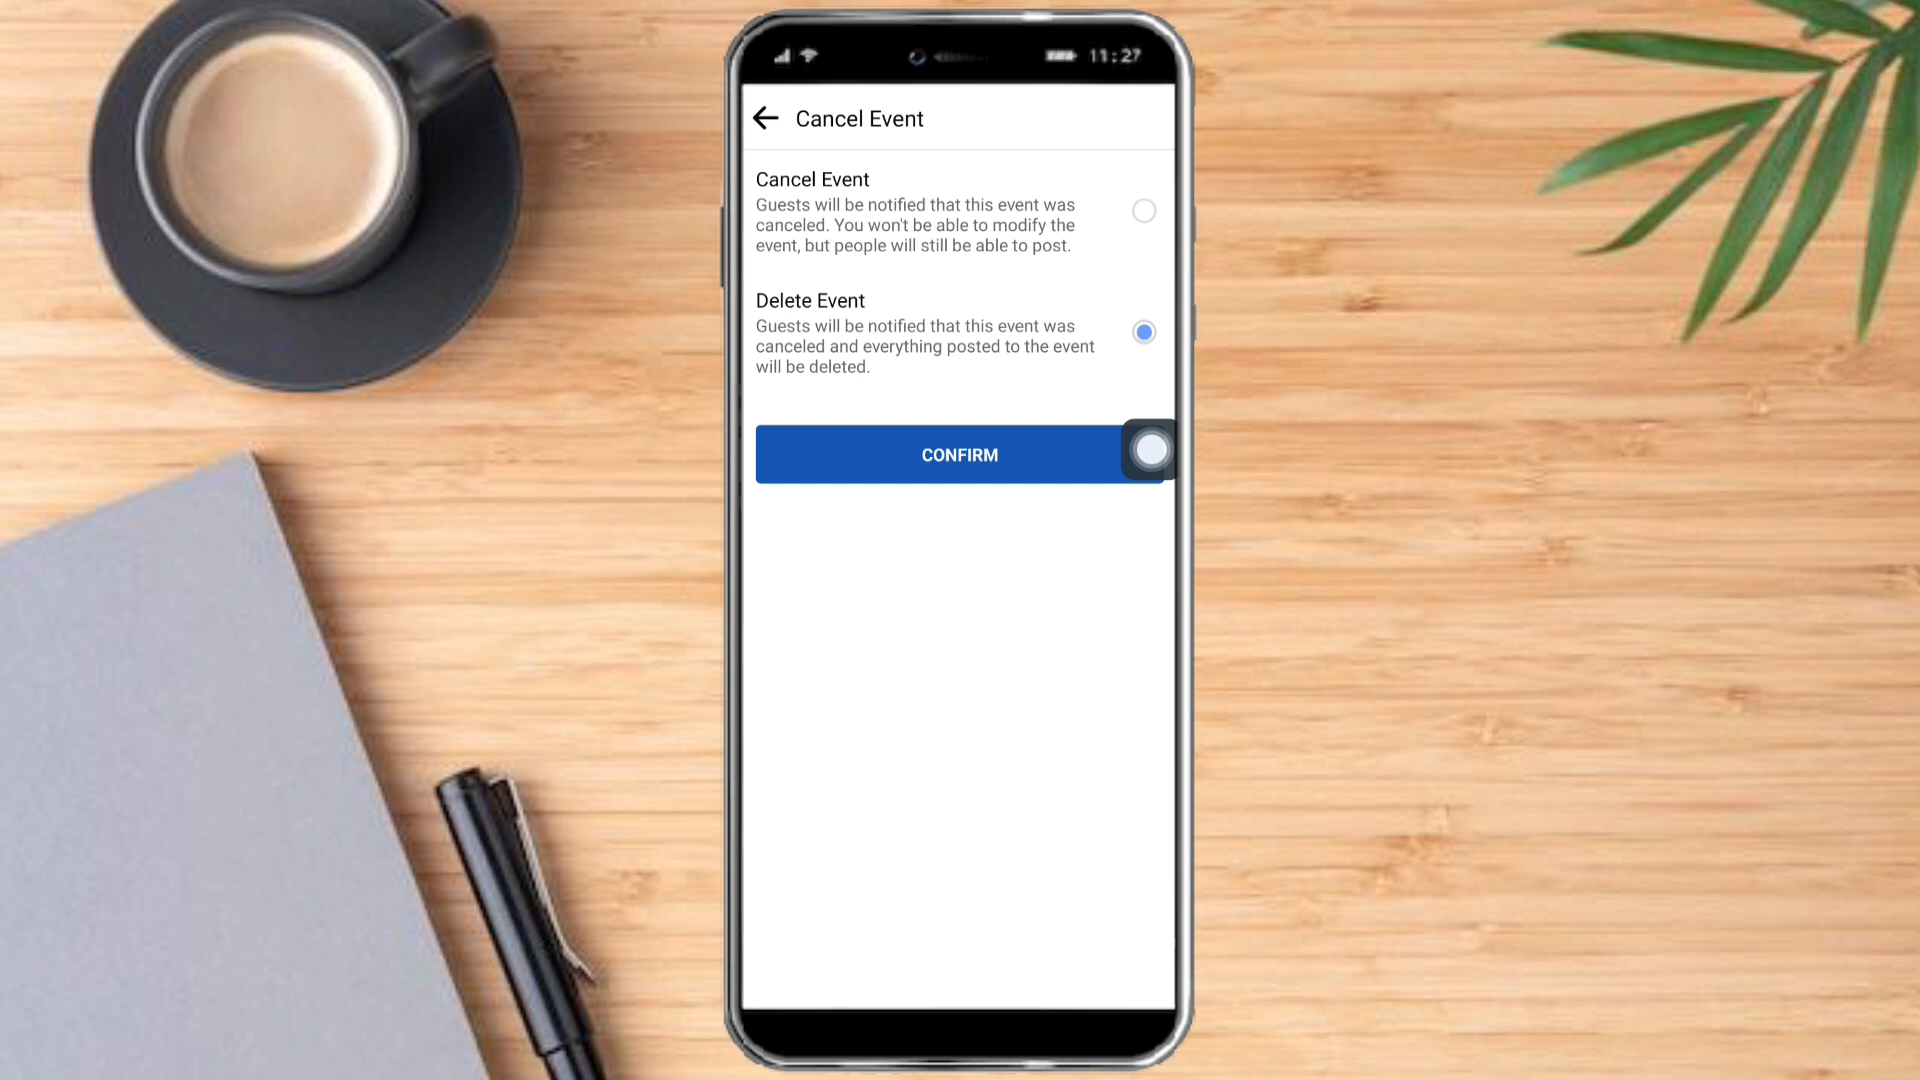 11:27
Cancel Event
Cancel Event
Guests will be notified that this event was
canceled. You won't be able to modify the
event, but people will still be able to post.
Delete Event
Guests will be notified that this event was
canceled and everything posted to the event
will be deleted.
CONFIRM